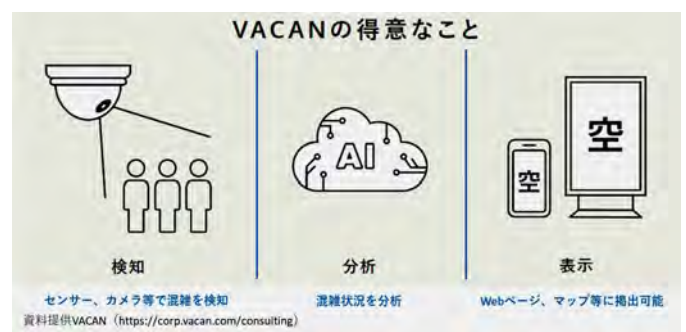 VACANの得意なこと
AI
空
空
検知
分析
表示
センサー、カメラ等で混雑を検知
混雑状況を分析
Webページ、マップ等に掲出可能
資料提供VACAN（https://corp.vacan.com/consulting）